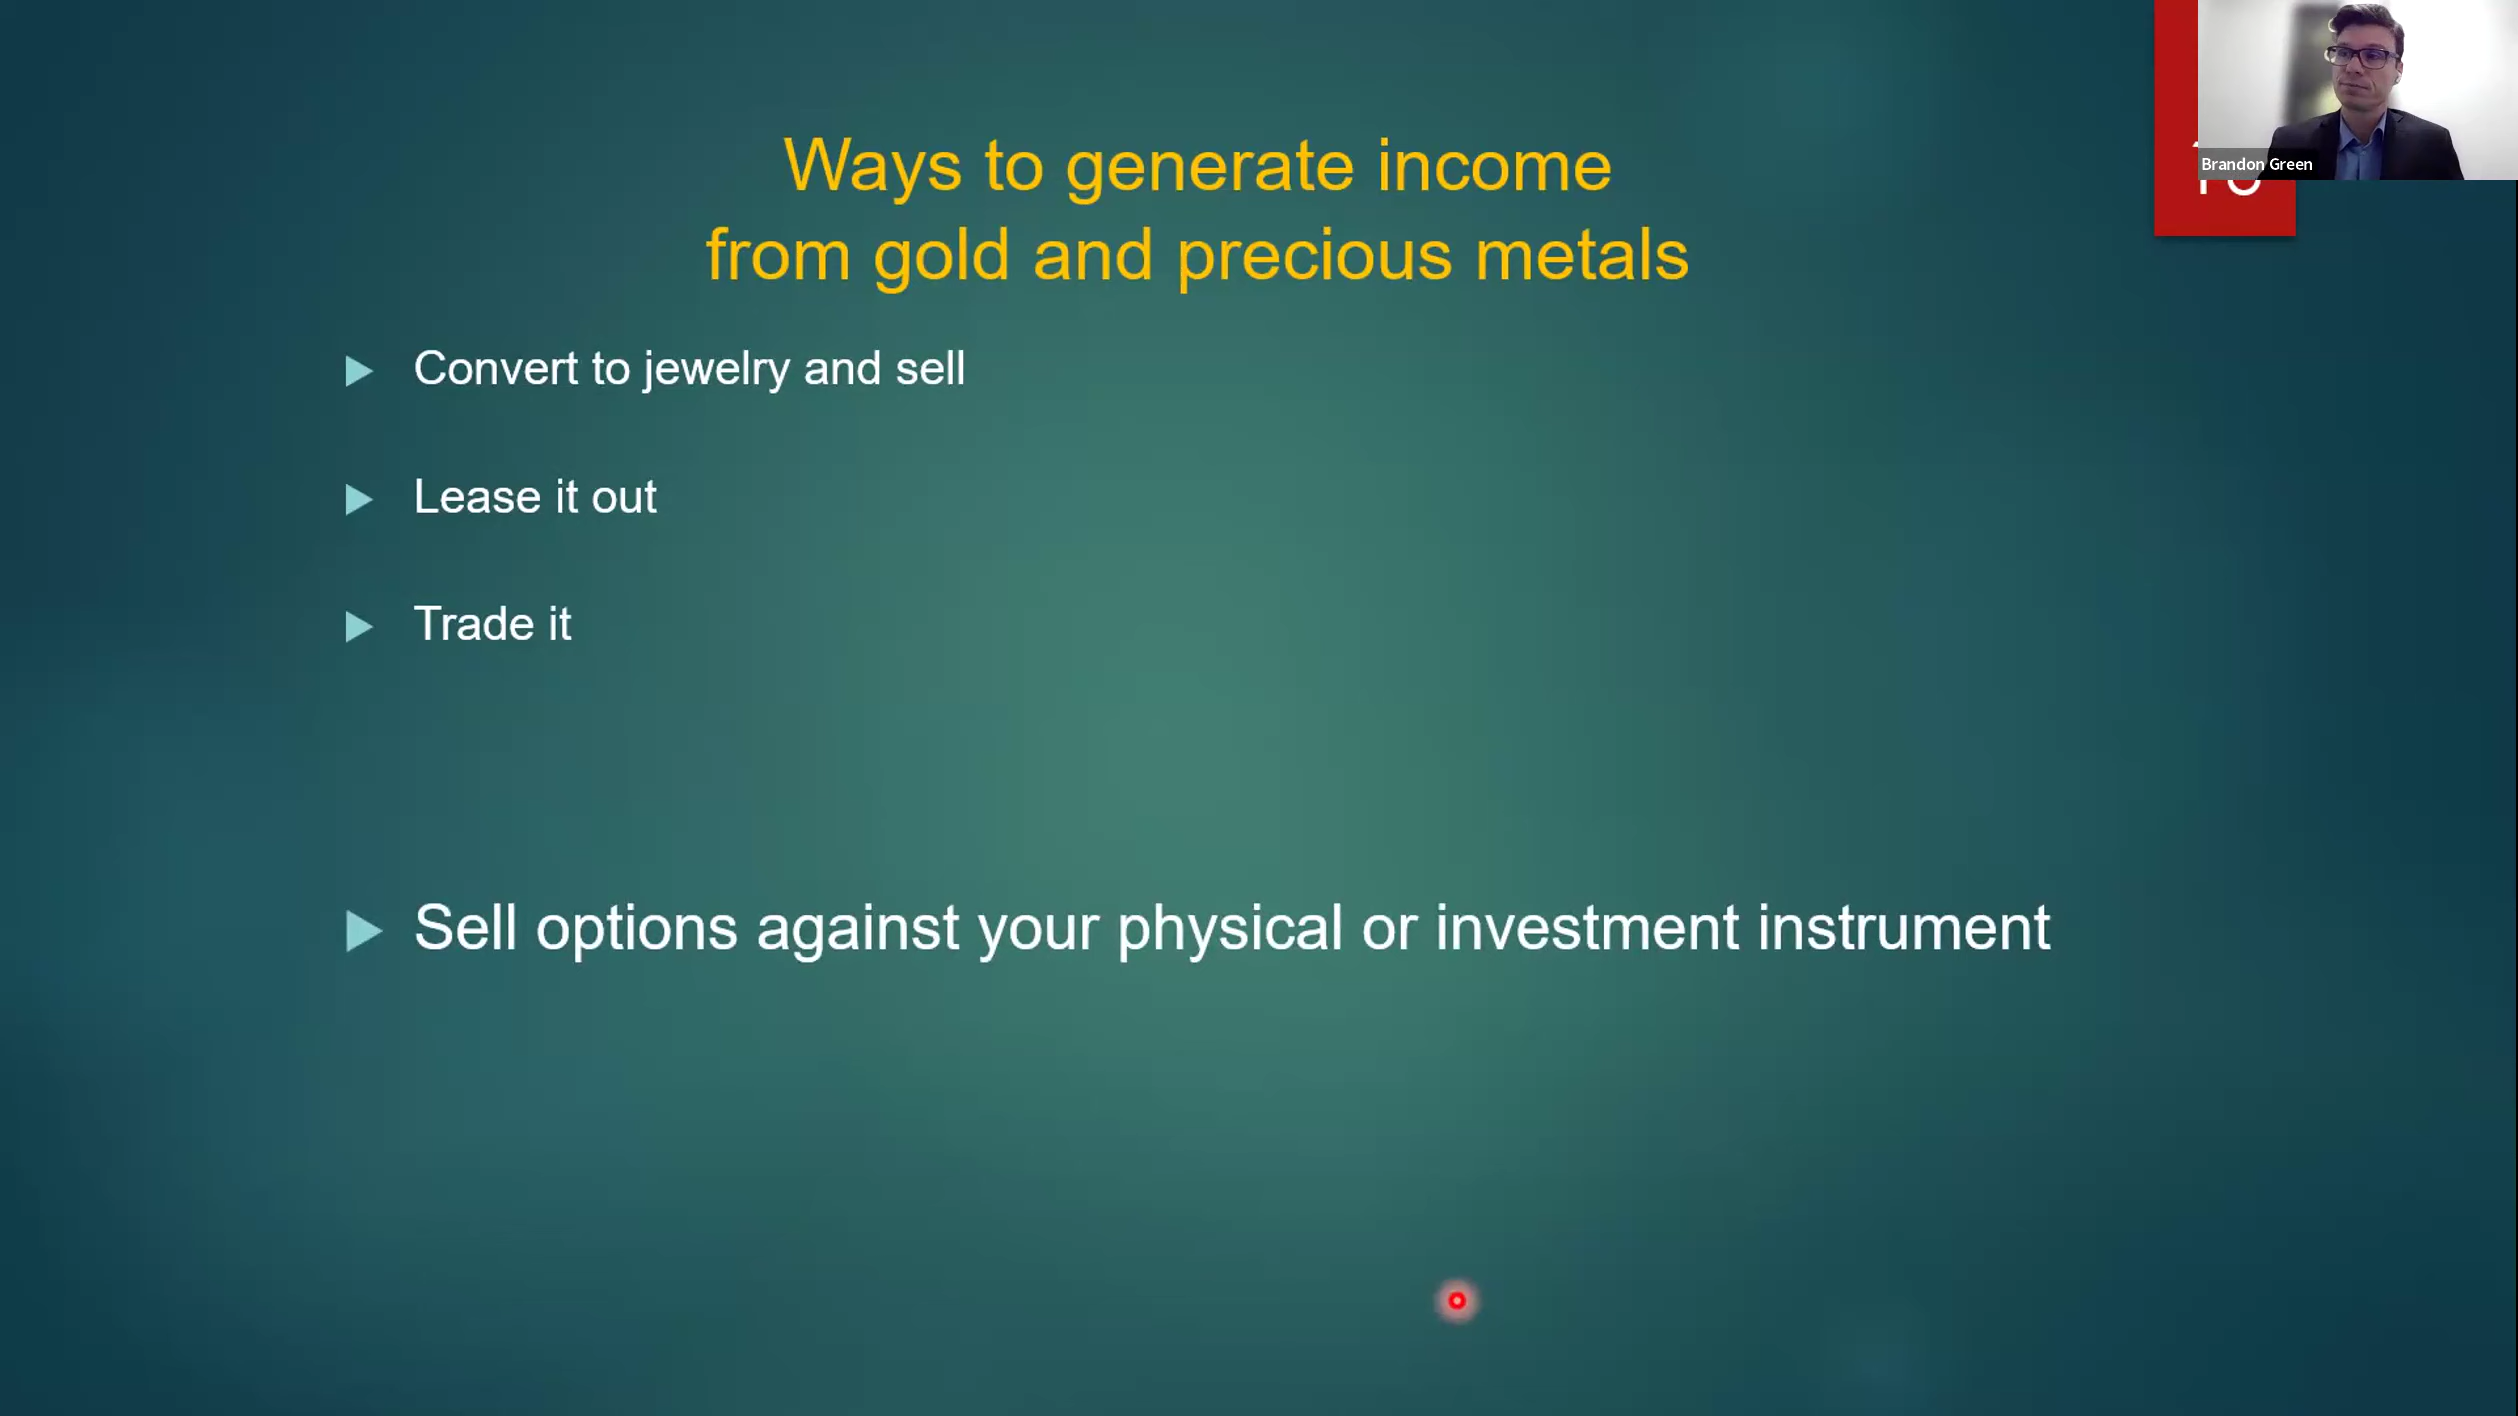 Ways to generate income
from gold and precious metals
Convert to jewelry and sell
Lease it out
Trade it
Sell options against your physical or investment instrument
Brandon Green